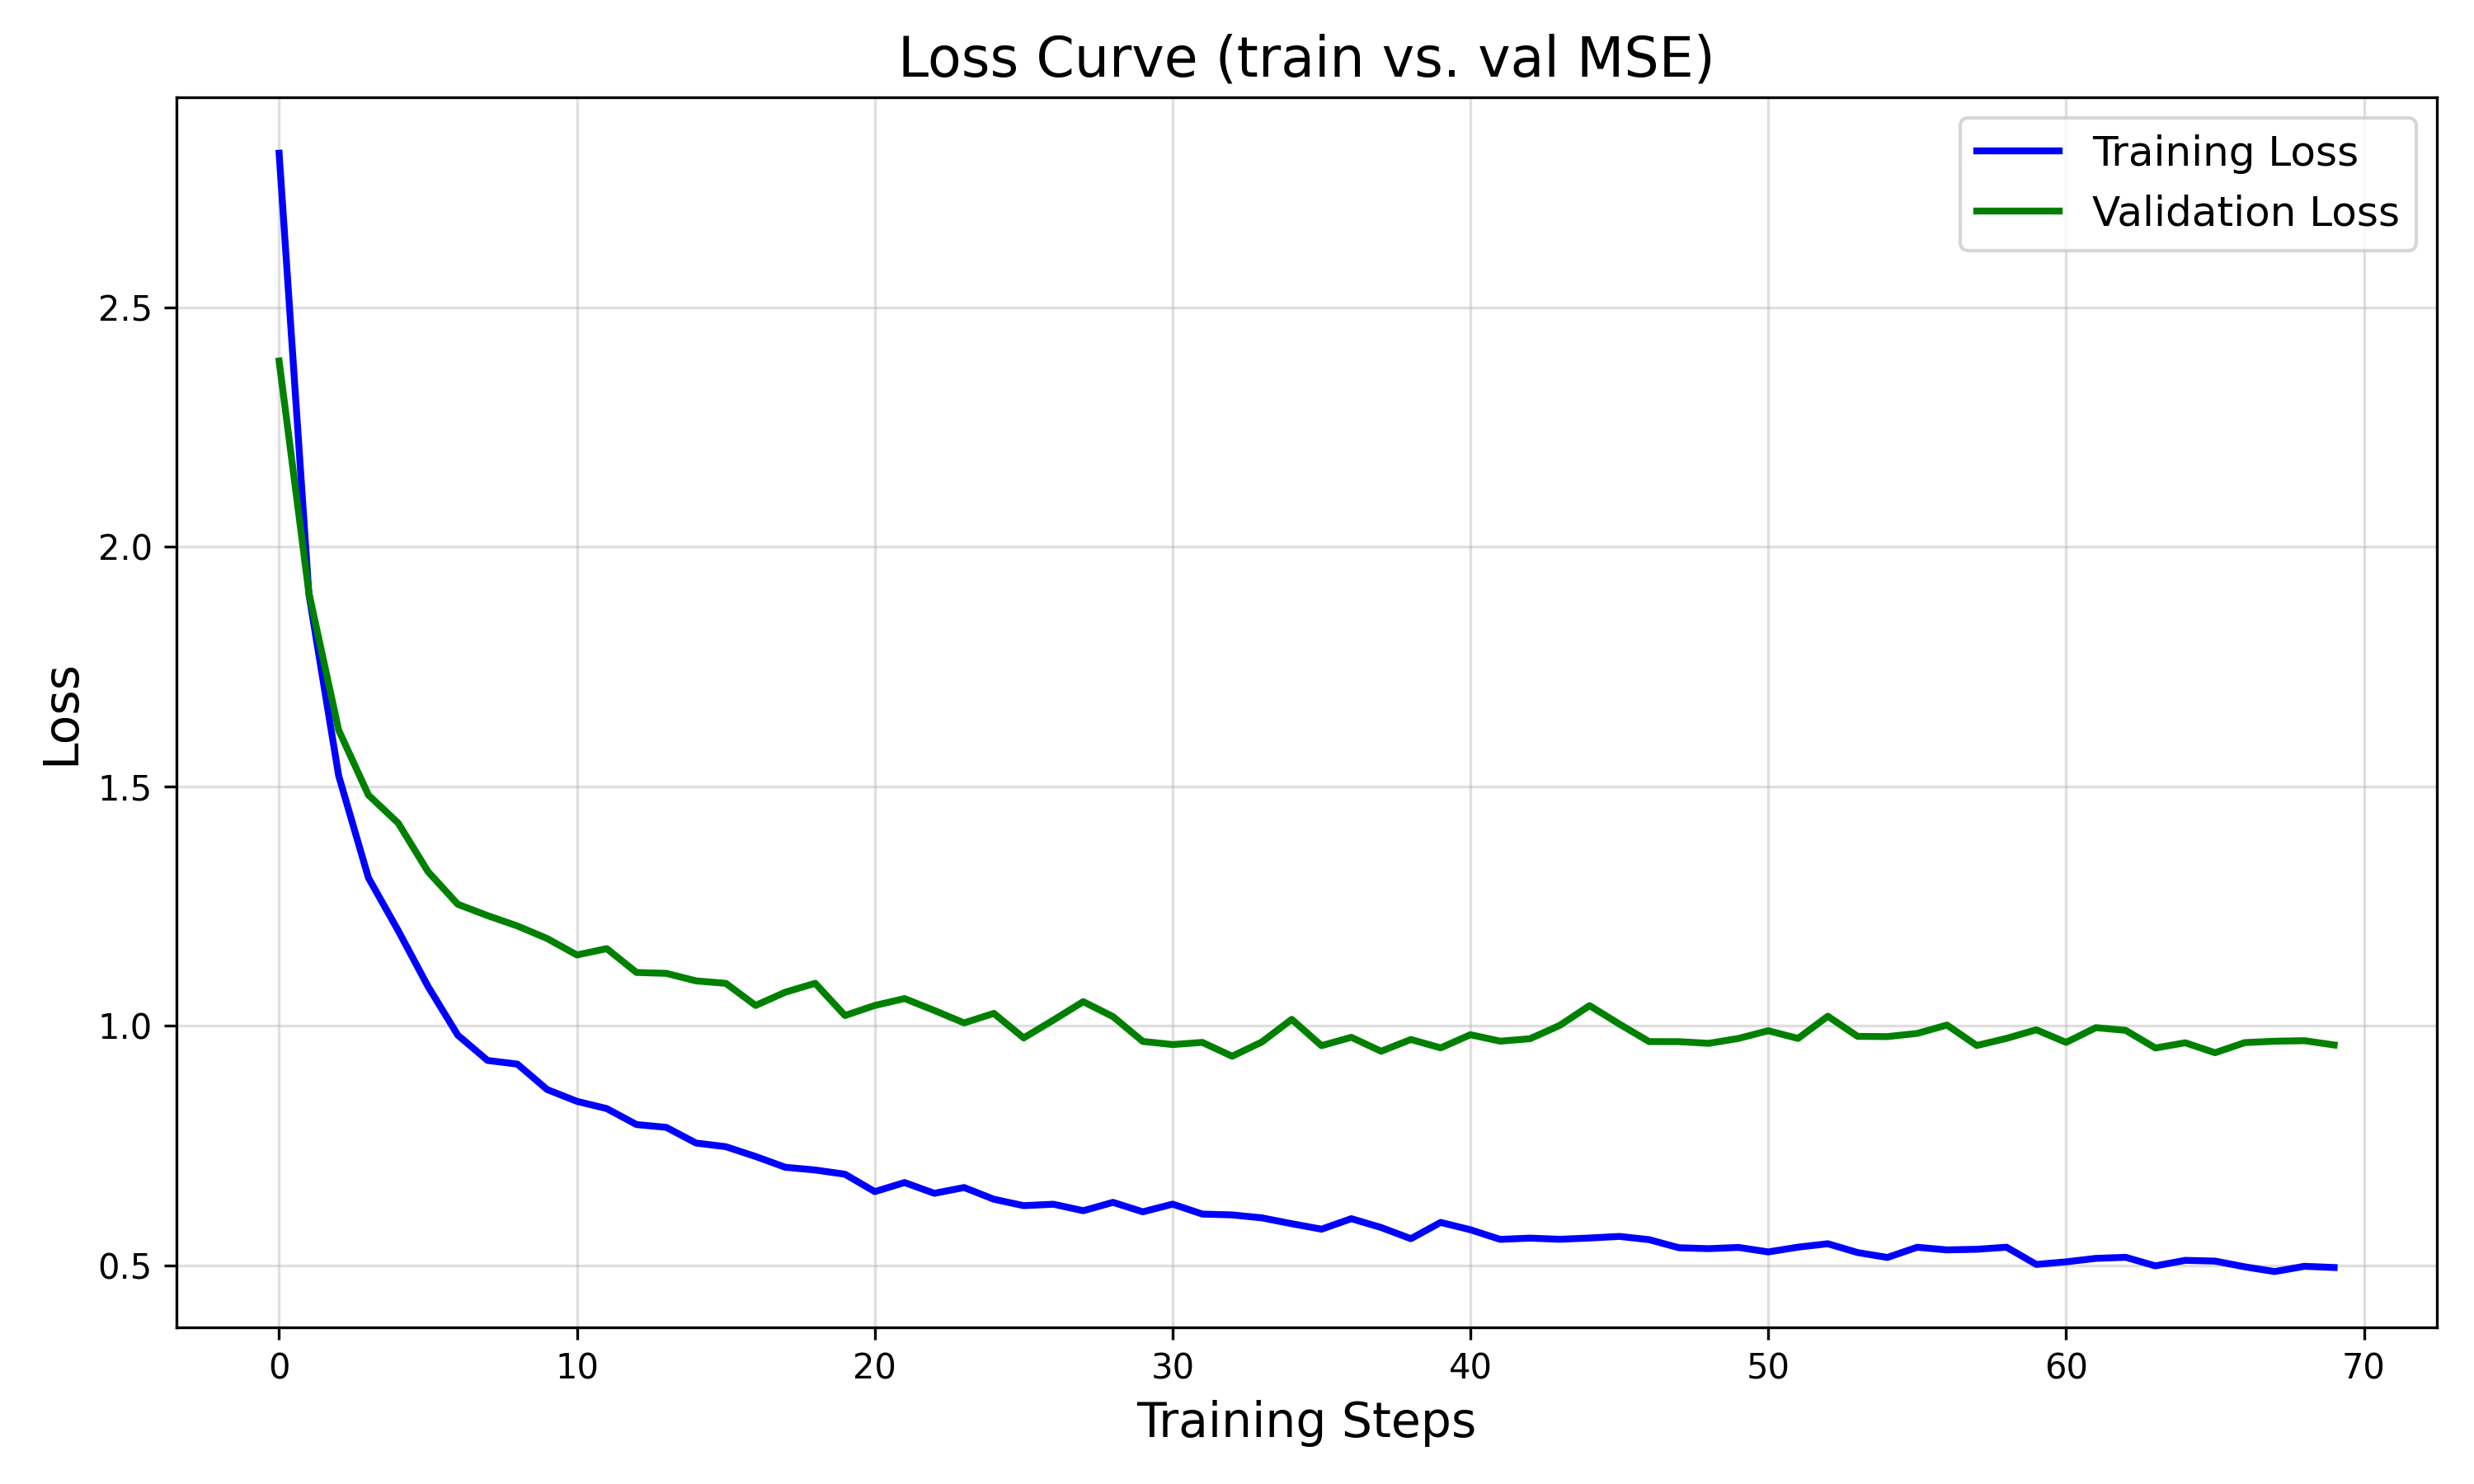 Loss Curve (train vs. val MSE)
Training Loss
Validation Loss
2.5
2.0
1.5
1.0
0.5
Loss
0 10 20 30 40 50 60 70
Training Steps